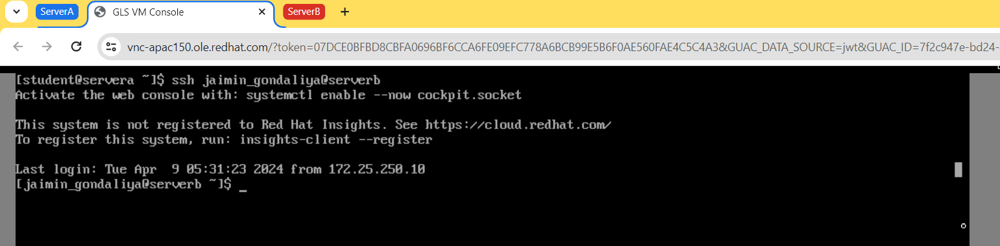 ServerA GLS VM Console ServerB
vnc-apac150.ole.redhat.com/?token=07DCE0BFBD8CBFA0696BF6CCA6FE09EFC778A6BCB99E5B6F0AE560FAE4C5C4A3&GUAC_DATA_SOURCE=jwt&GUAC_ID=7f2c947e-bd24-
[student@servera ~]$ ssh jaimin_gondaliya@serverb
Activate the web console with: systemctl enable --now cockpit.socket
This system is not registered to Red Hat Insights. See https://cloud.redhat.com/
To register this system, run: insights-client --register
Last login: Tue Apr  9 05:31:23 2024 from 172.25.250.10
[jaimin_gondaliya@serverb ~]$ _